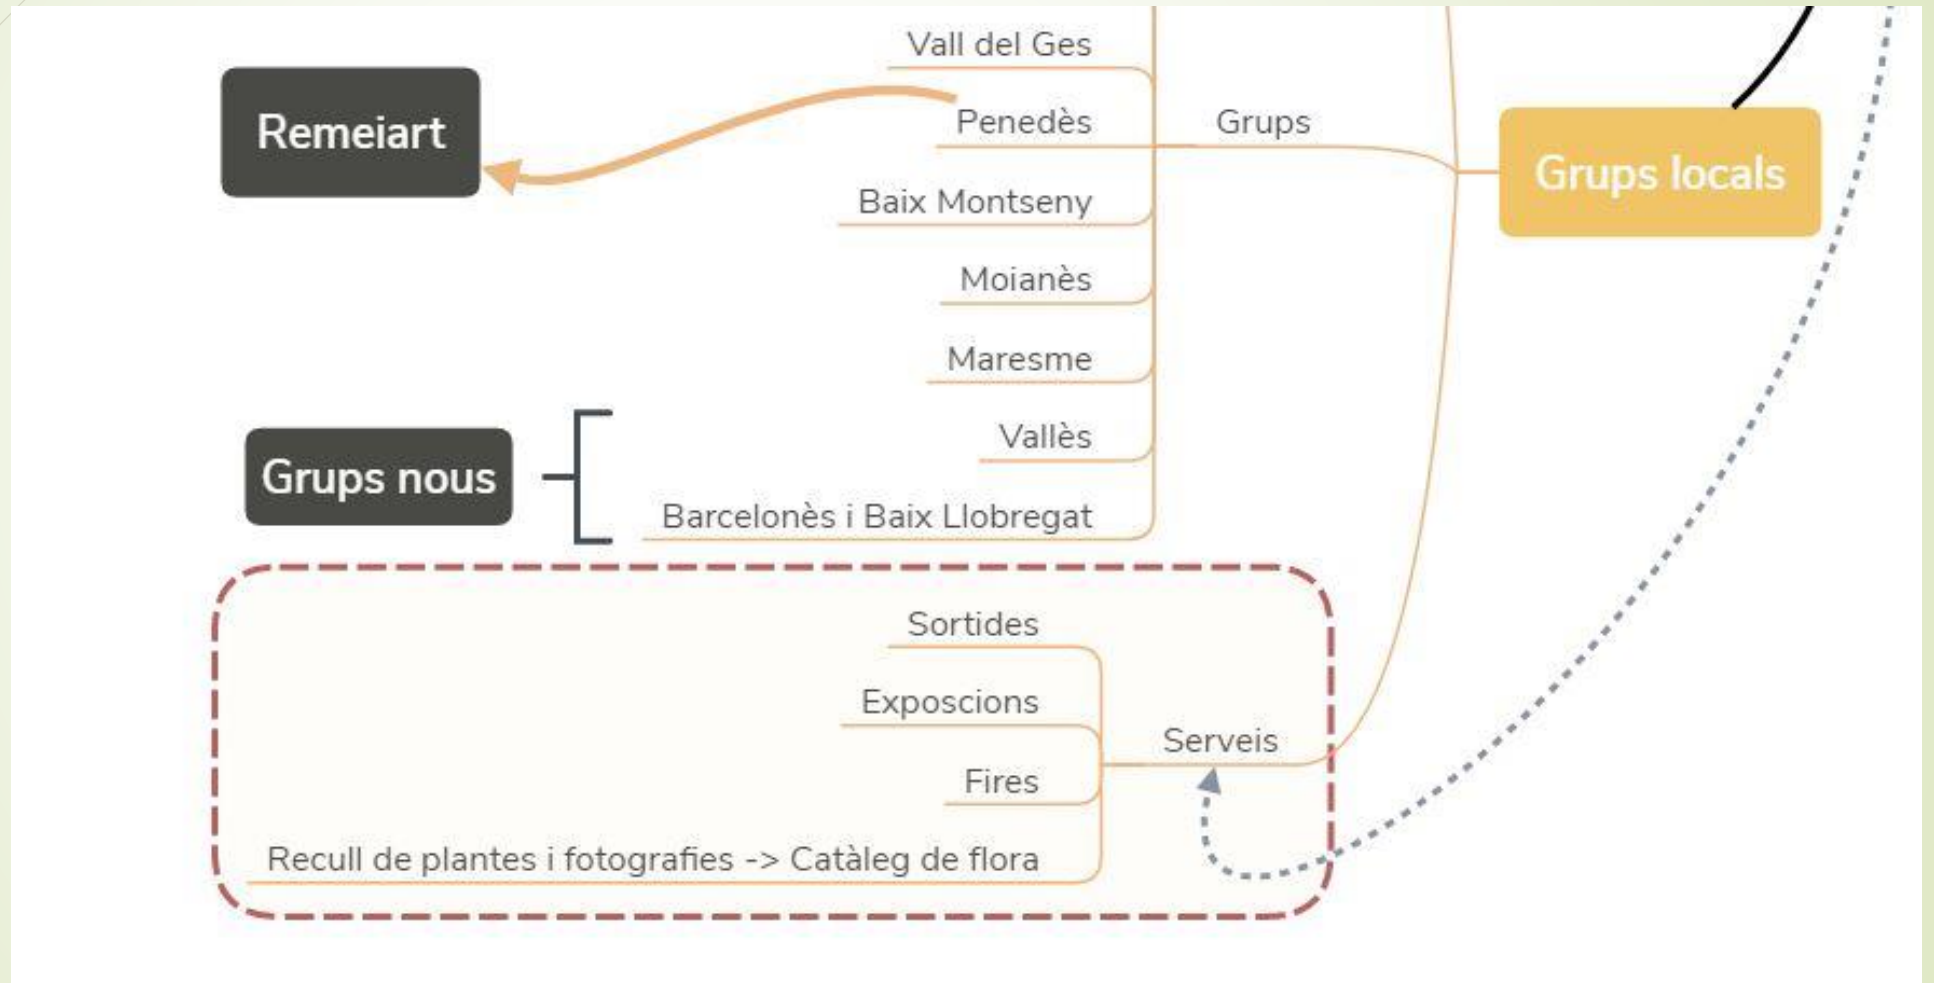 Vall del Ges
Remeiart
Penedès
Grups
Grups locals
Baix Montseny
Moianès
Maresme
Vallès
Grups nous
Barcelonès i Baix Llobregat
Sortides
Exposcions
Serveis
Fires
Recull de plantes i fotografies -> Catàleg de flora